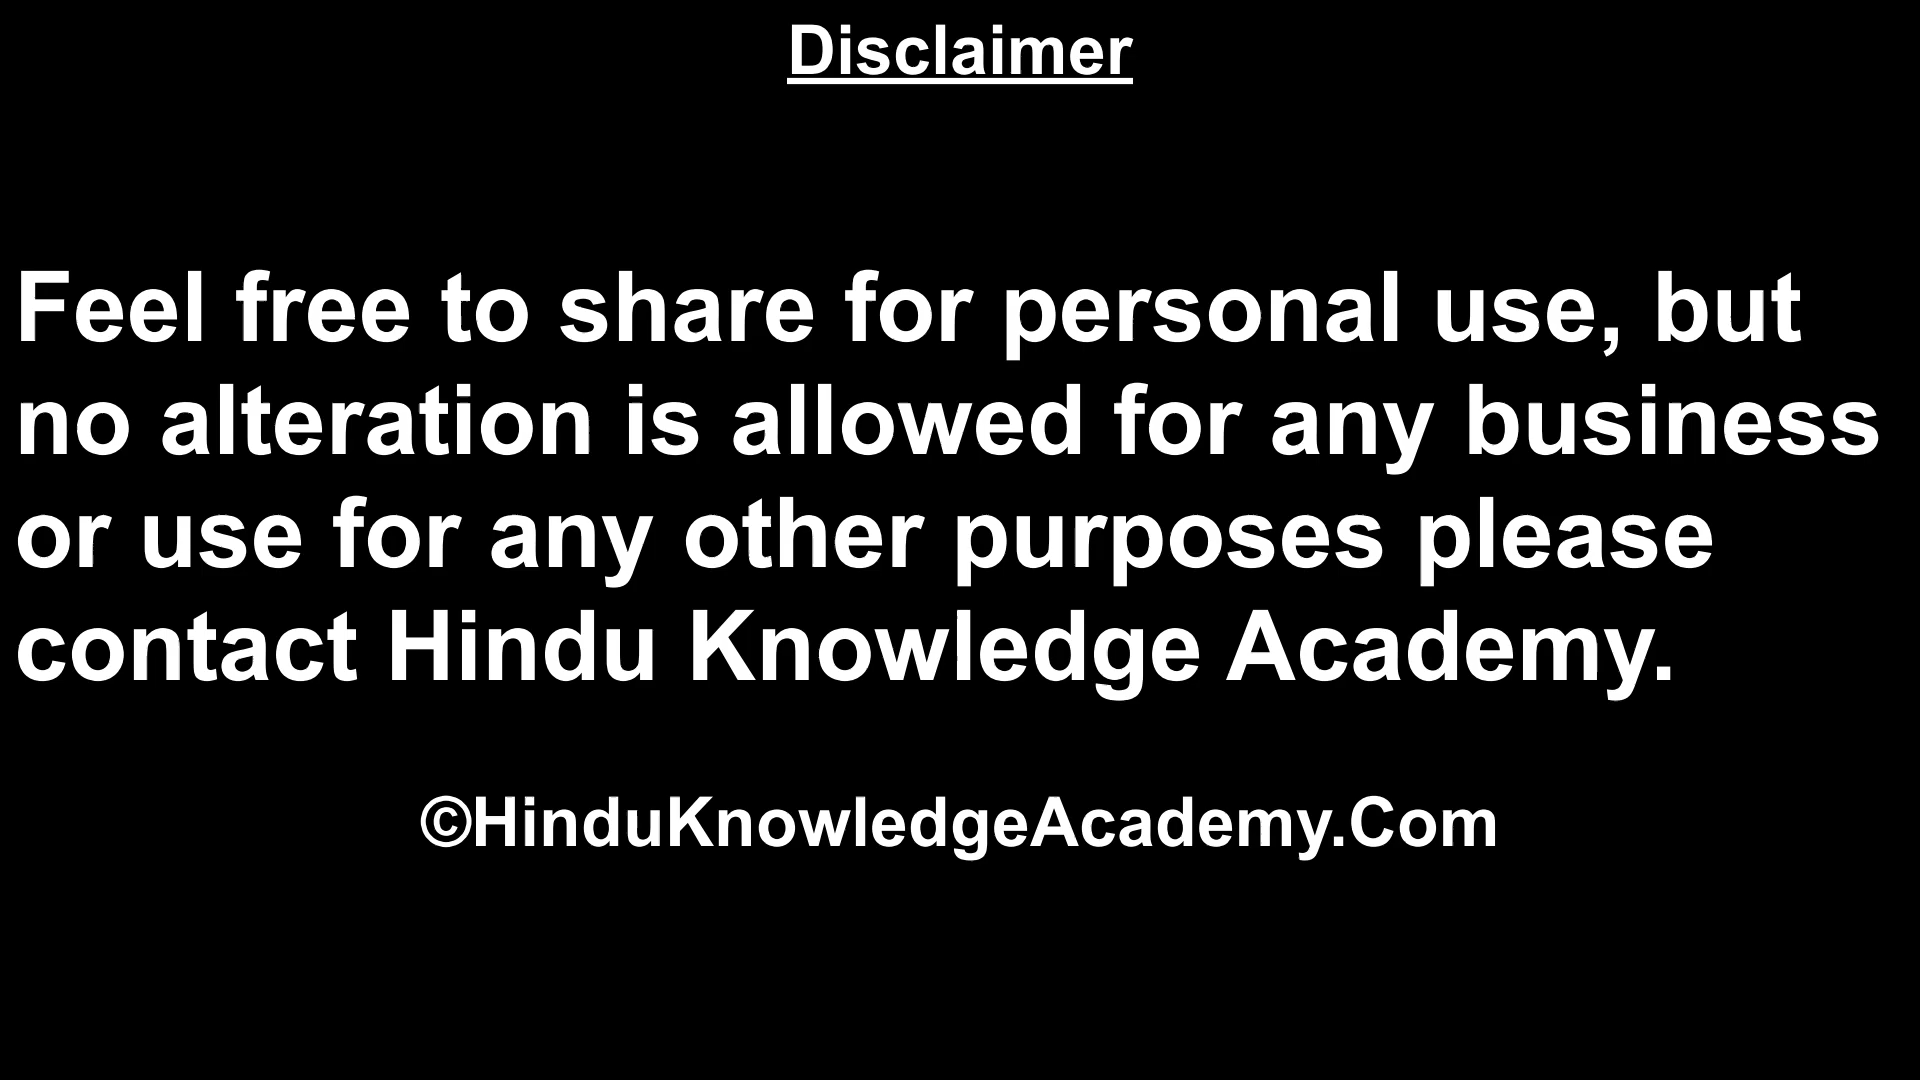 Disclaimer
Feel free to share for personal use, but
no alteration is allowed for any business
or use for any other purposes please
contact Hindu Knowledge Academy.
©HinduKnowledgeAcademy.Com